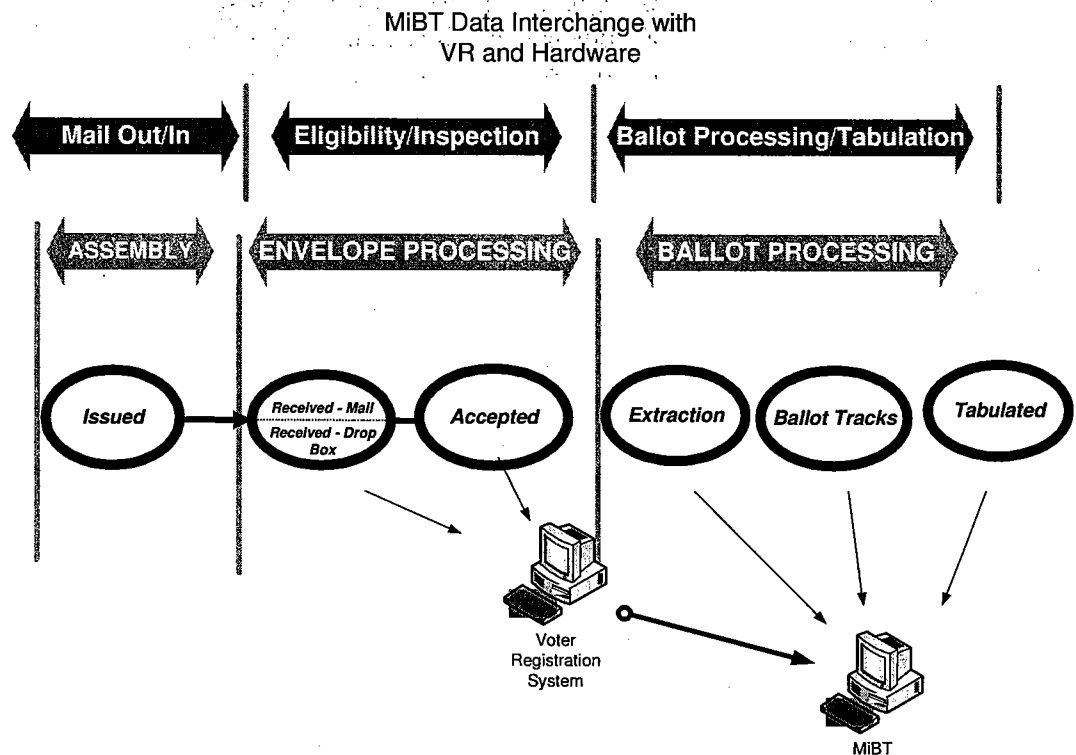 MiBT Data Interchange with
VR and Hardware
Mail Out/In
Eligibility/Inspection
Ballot Processing/Tabulation
ASSEMBLY
ENVELOPE PROCESSING
BALLOT PROCESSING
Issued
Received - Mail
Received - Drop
Box
Accepted
Extraction
Ballot Tracks
Tabulated
Voter
Registration
System
MiBT